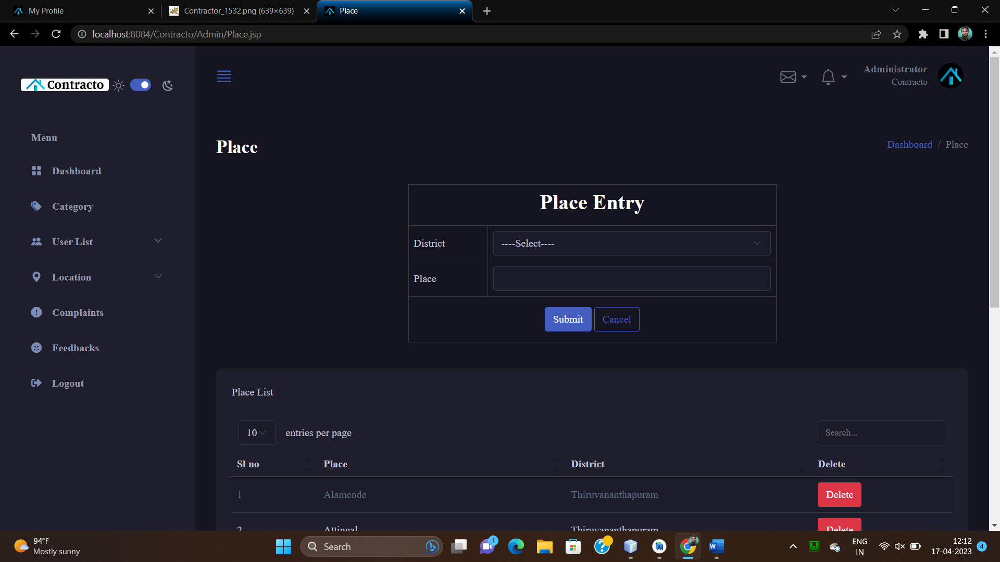 My Profile
Contractor_1532.png (639×639)
Place
localhost:8084/Contracto/Admin/Place.jsp
Contracto
Administrator
Contracto
Menu
Dashboard
Category
User List
Location
Complaints
Feedbacks
Logout
Place
Dashboard / Place
Place Entry
District
----Select----
Place
Submit
Cancel
Place List
10
entries per page
Search...
Sl no
Place
District
Delete
1
Alamcode
Thiruvananthapuram
Delete
2
Attingal
Thiruvananthapuram
Delete
94°F
Mostly sunny
Search
1
ENG
IN
12:12
17-04-2023
4